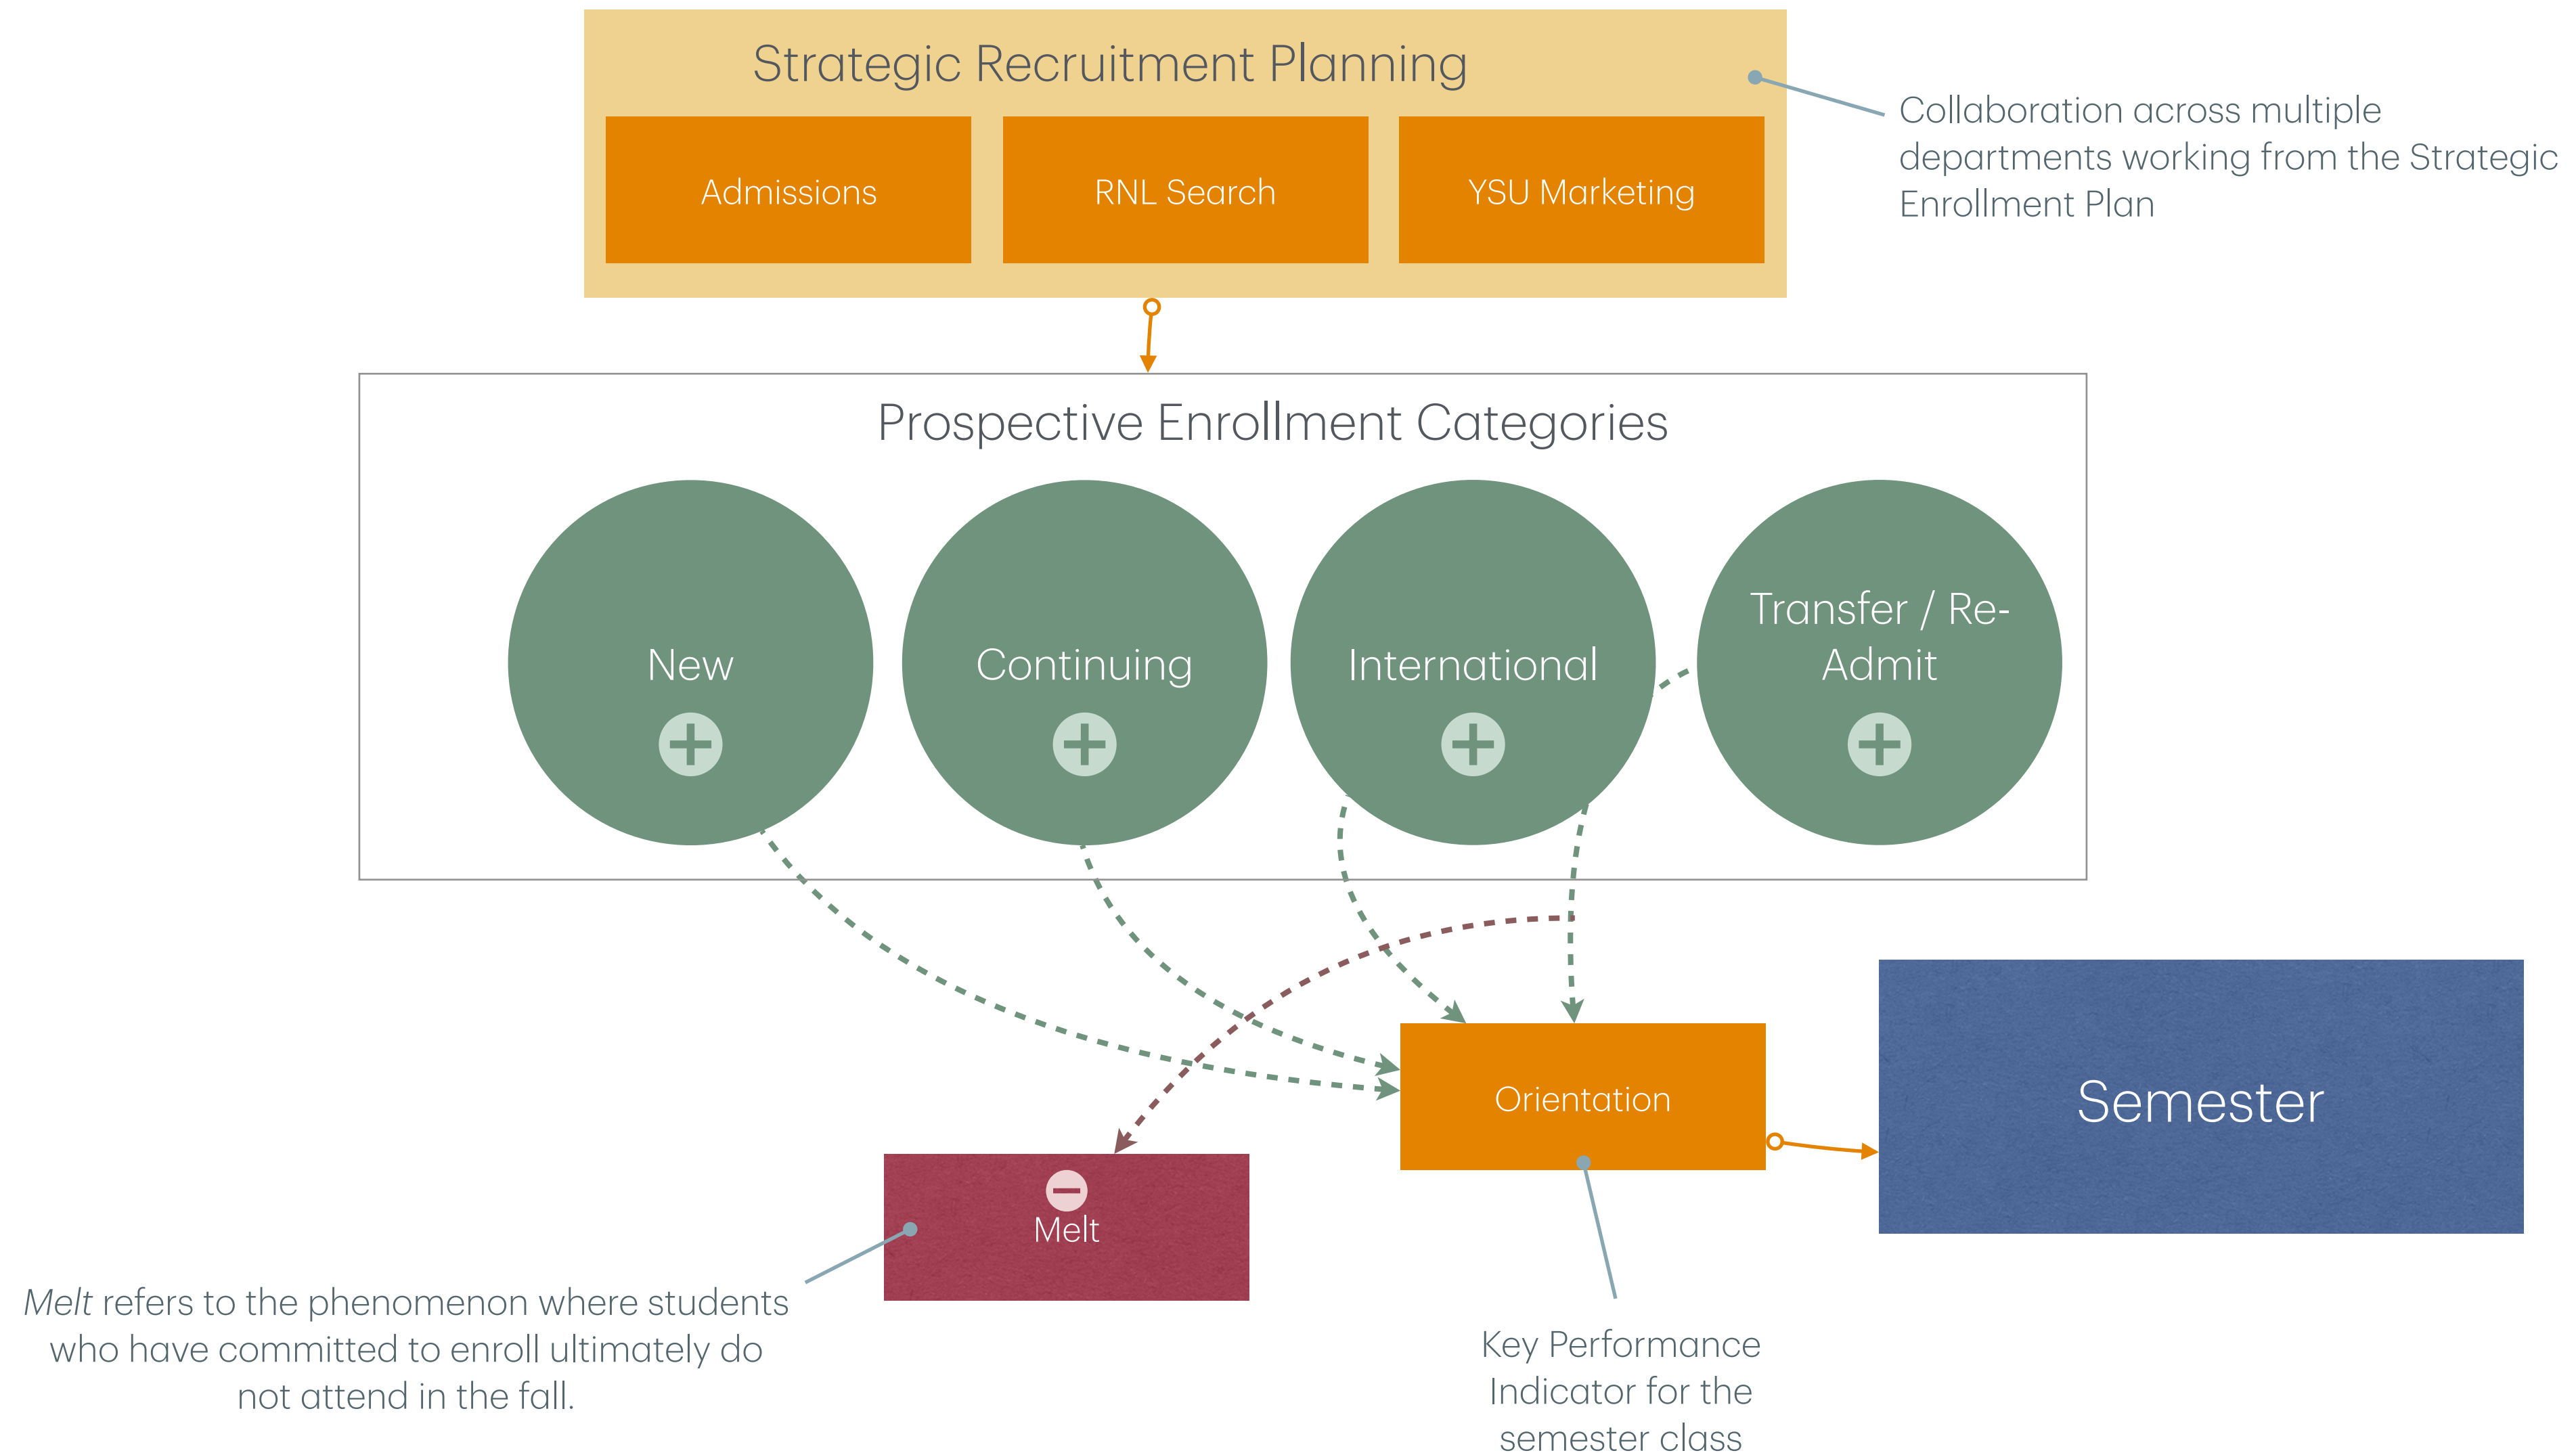 Strategic Recruitment Planning
Admissions
RNL Search
YSU Marketing
Collaboration across multiple
departments working from the Strategic
Enrollment Plan
Prospective Enrollment Categories
New
Continuing
International
Transfer / Re-
Admit
Orientation
Semester
Melt
Melt refers to the phenomenon where students
who have committed to enroll ultimately do
not attend in the fall.
Key Performance
Indicator for the
semester class